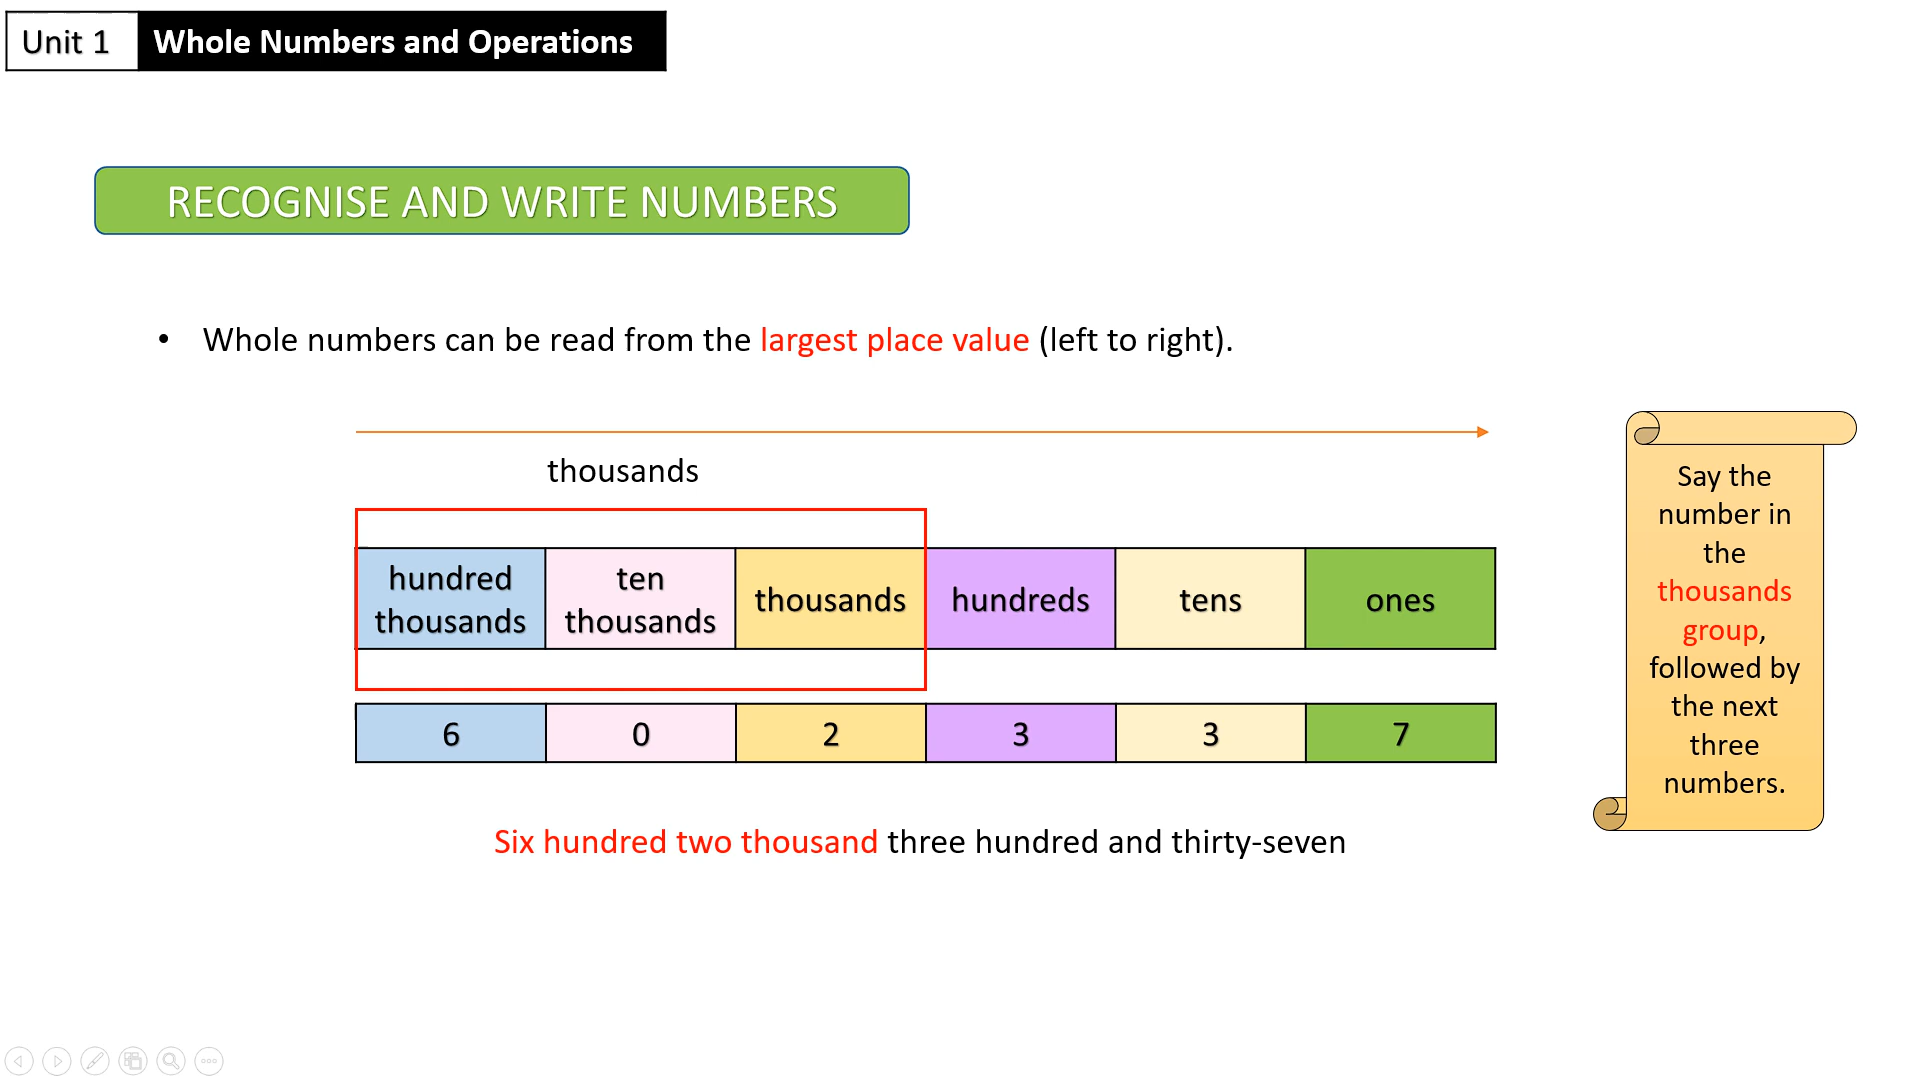 Unit 1 Whole Numbers and Operations
RECOGNISE AND WRITE NUMBERS
• Whole numbers can be read from the largest place value (left to right).
thousands
hundred thousands ten thousands thousands hundreds tens ones
6 0 2 3 3 7
Six hundred two thousand three hundred and thirty-seven
Say the
number in
the
thousands
group,
followed by
the next
three
numbers.